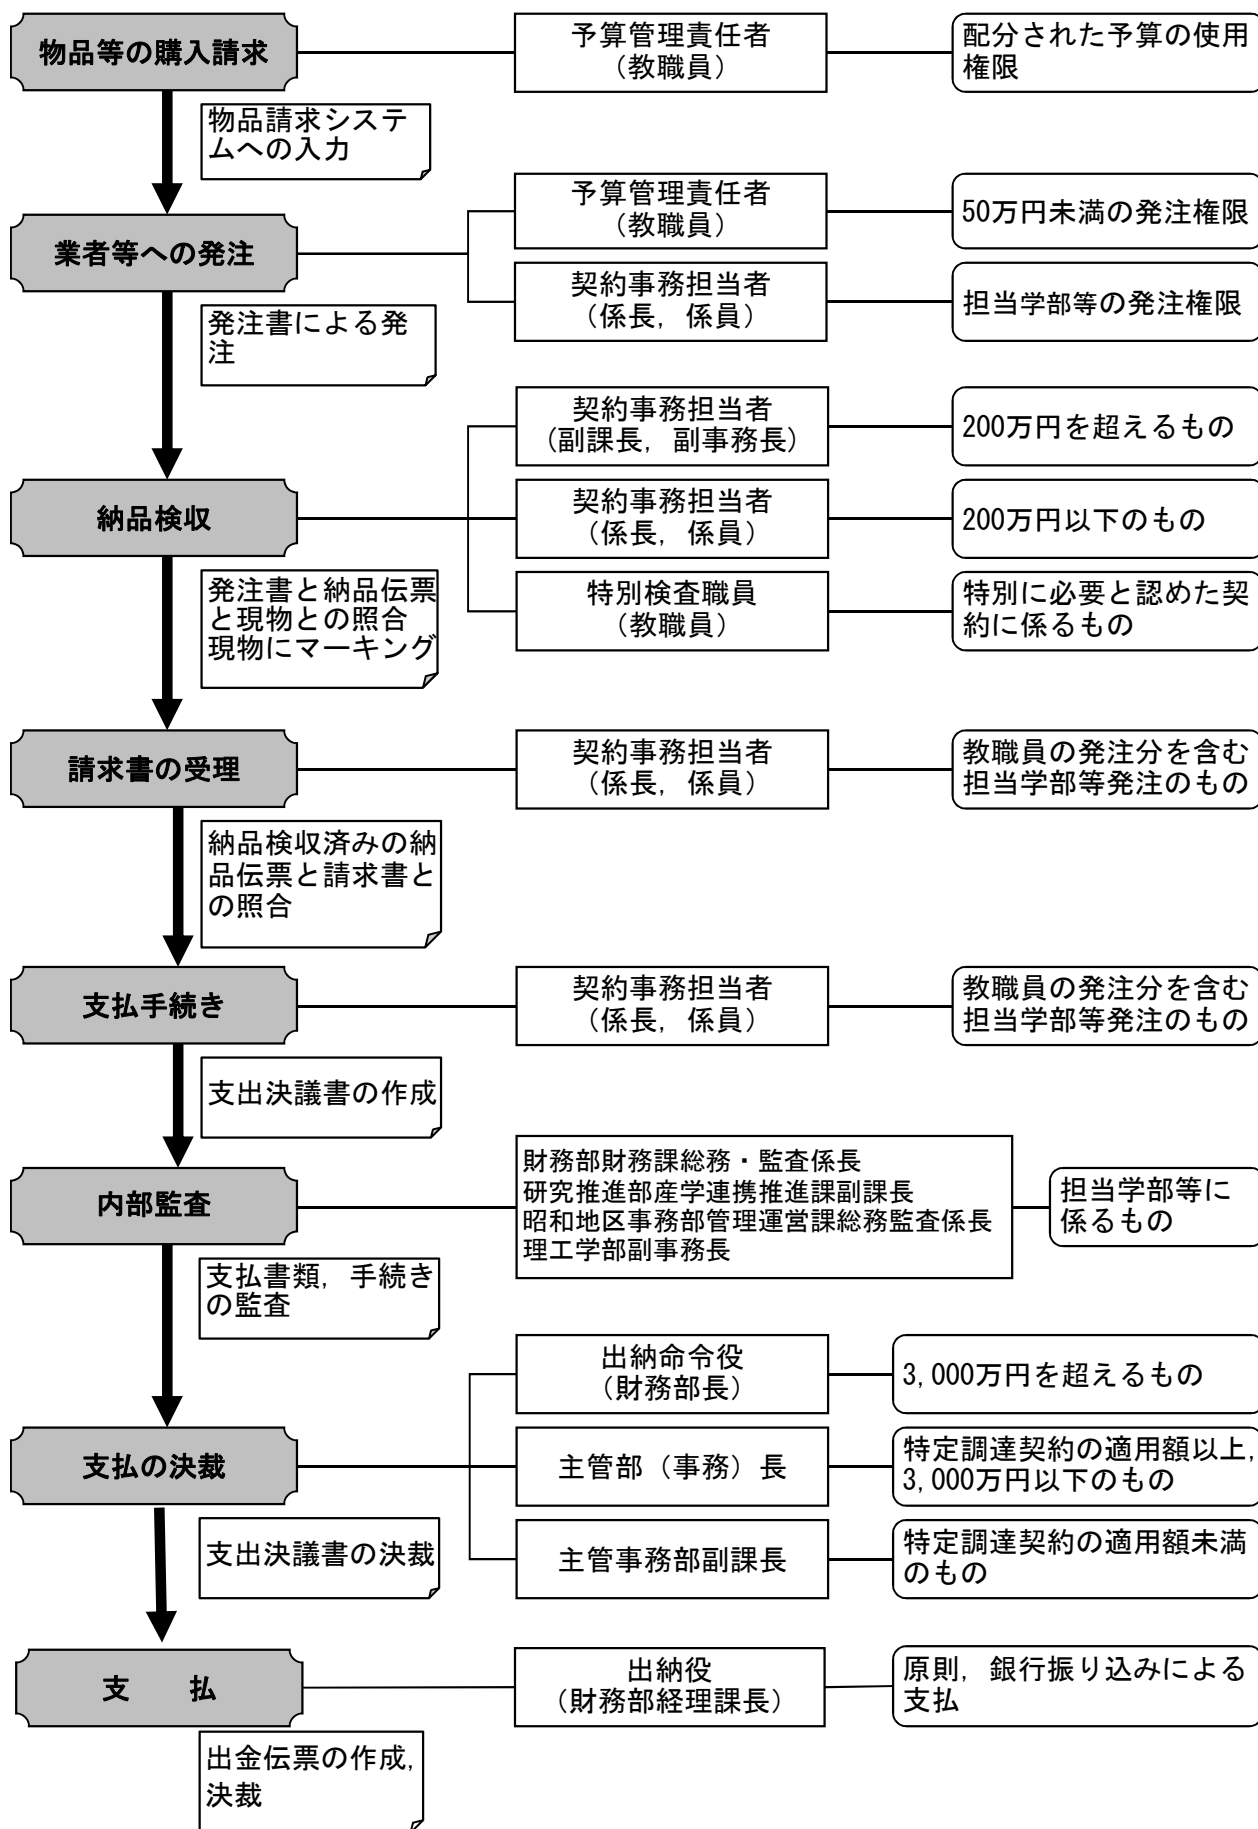 物品等の購入請求
予算管理責任者
（教職員）
配分された予算の使用
権限
物品請求システ
ムへの入力
業者等への発注
予算管理責任者
（教職員）
50万円未満の発注権限
契約事務担当者
（係長，係員）
担当学部等の発注権限
発注書による発
注
納品検収
契約事務担当者
(副課長，副事務長)
200万円を超えるもの
契約事務担当者
（係長，係員）
200万円以下のもの
特別検査職員
（教職員）
特別に必要と認めた契
約に係るもの
発注書と納品伝票
と現物との照合
現物にマーキング
請求書の受理
契約事務担当者
（係長，係員）
教職員の発注分を含む
担当学部等発注のもの
納品検収済みの納
品伝票と請求書と
の照合
支払手続き
契約事務担当者
（係長，係員）
教職員の発注分を含む
担当学部等発注のもの
支出決議書の作成
内部監査
財務部財務課総務・監査係長
研究推進部産学連携推進課副課長
昭和地区事務部管理運営課総務監査係長
理工学部副事務長
担当学部等に
係るもの
支払書類，手続き
の監査
支払の決裁
出納命令役
（財務部長）
3,000万円を超えるもの
主管部（事務）長
特定調達契約の適用額以上,
3,000万円以下のもの
主管事務部副課長
特定調達契約の適用額未満
のもの
支出決議書の決裁
支　　払
出納役
（財務部経理課長）
原則，銀行振り込みによる
支払
出金伝票の作成,
決裁